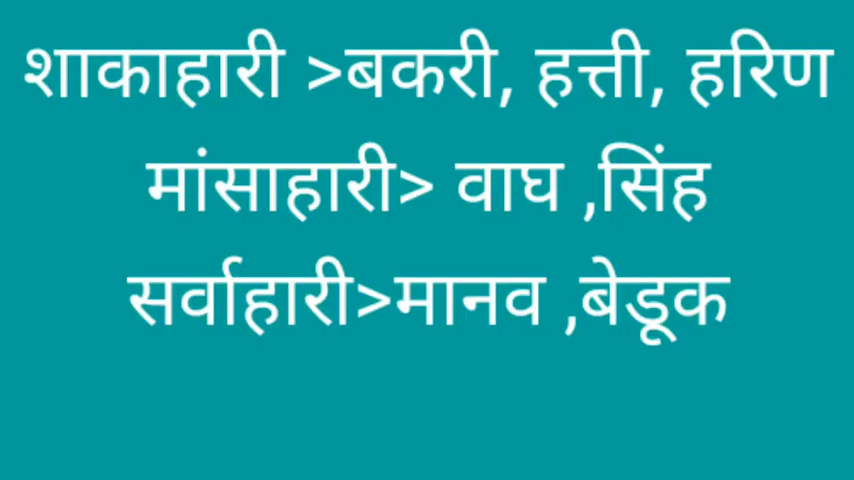 शाकाहारी >बकरी, हत्ती, हरिण
मांसाहारी> वाघ ,सिंह
सर्वाहारी>मानव ,बेडूक